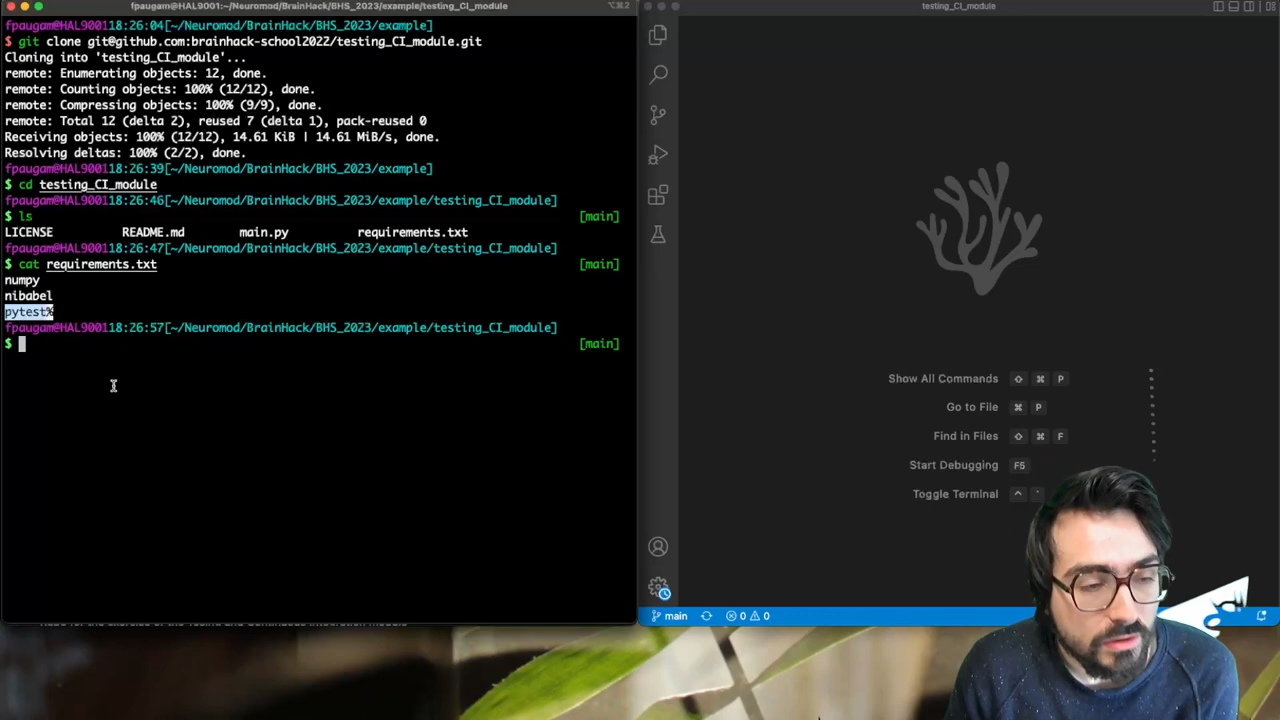 fpaugam@HAL9001:~/Neuromod/BrainHack/BHS_2023/example/testing_CI_module
⌥⌘2
fpaugam@HAL900118:26:04[~/Neuromod/BrainHack/BHS_2023/example]
$ git clone git@github.com:brainhack-school2022/testing_CI_module.git
Cloning into 'testing_CI_module'...
remote: Enumerating objects: 12, done.
remote: Counting objects: 100% (12/12), done.
remote: Compressing objects: 100% (9/9), done.
remote: Total 12 (delta 2), reused 7 (delta 1), pack-reused 0
Receiving objects: 100% (12/12), 14.61 KiB | 14.61 MiB/s, done.
Resolving deltas: 100% (2/2), done.
fpaugam@HAL900118:26:39[~/Neuromod/BrainHack/BHS_2023/example]
$ cd testing_CI_module
fpaugam@HAL900118:26:46[~/Neuromod/BrainHack/BHS_2023/example/testing_CI_module]
$ ls [main]
LICENSE README.md main.py requirements.txt
fpaugam@HAL900118:26:47[~/Neuromod/BrainHack/BHS_2023/example/testing_CI_module]
$ cat requirements.txt [main]
numpy
nibabel
pytest%
fpaugam@HAL900118:26:57[~/Neuromod/BrainHack/BHS_2023/example/testing_CI_module]
$ [main]
testing_CI_module
Show All Commands ⇧ ⌘ P
Go to File ⌘ P
Find in Files ⇧ ⌘ F
Start Debugging F5
Toggle Terminal ^ `
main 0 0